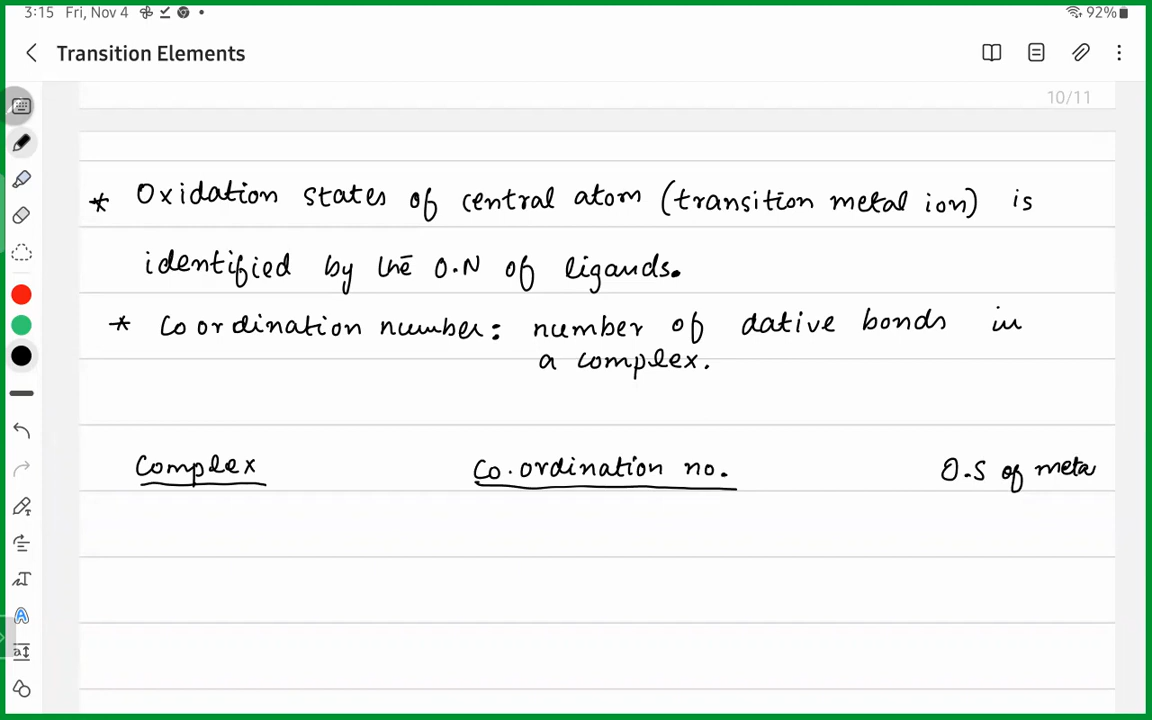 3:15 Fri, Nov 4
92%
Transition Elements
10/11
* Oxidation states of central atom (transition metal ion) is
identified by the O.N of ligands.
* Coordination number: number of dative bonds in
a complex.
Complex Co.ordination no. O.S of meta